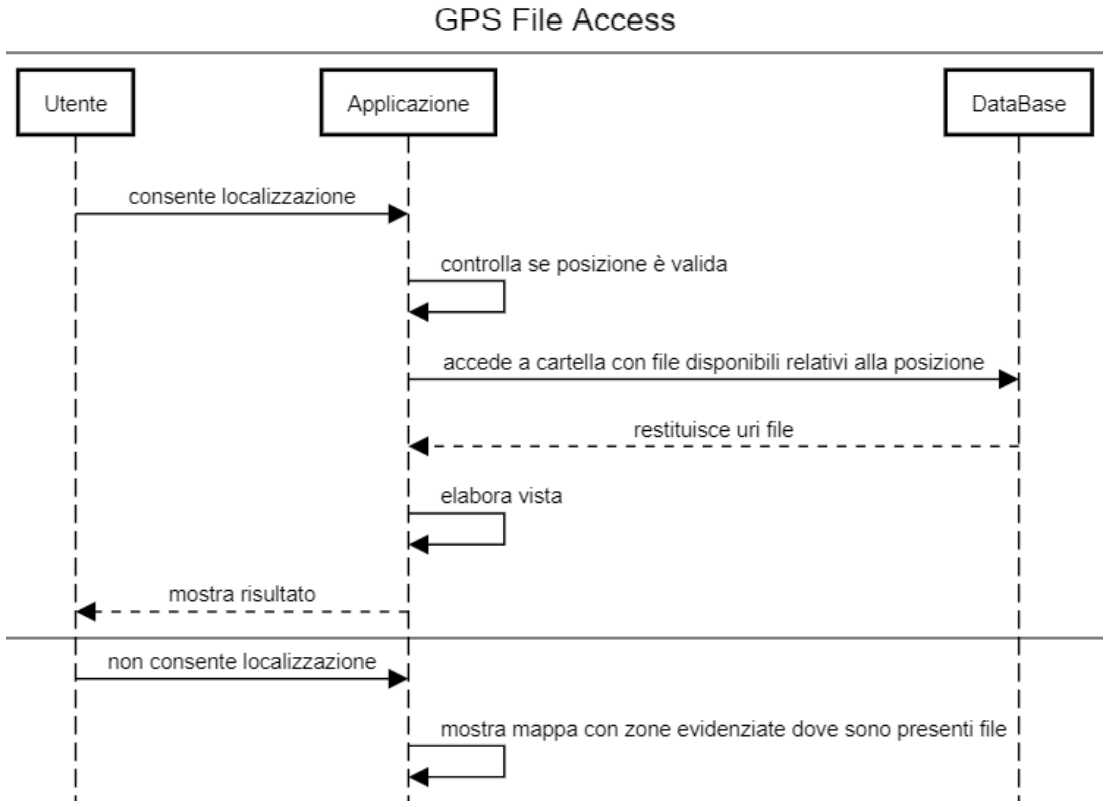 GPS File Access
Utente
Applicazione
DataBase
consente localizzazione
controlla se posizione è valida
accede a cartella con file disponibili relativi alla posizione
restituisce uri file
elabora vista
mostra risultato
non consente localizzazione
mostra mappa con zone evidenziate dove sono presenti file